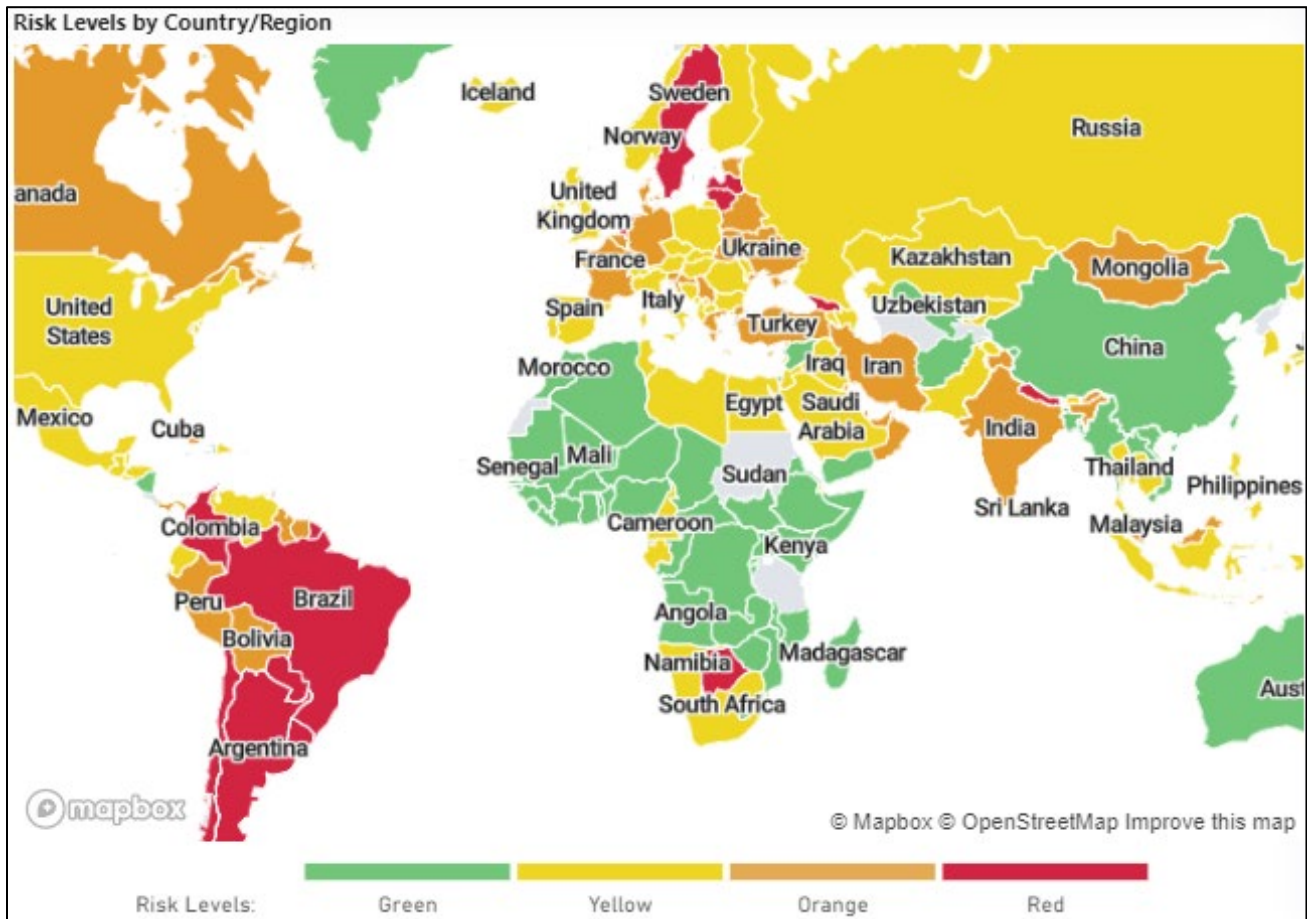 Risk Levels by Country/Region
Iceland
Sweden
Norway
Russia
anada
United
Kingdom
Ukraine
France
Kazakhstan
Mongolia
United
States
Spain
Italy
Uzbekistan
Turkey
China
Morocco
Iraq
Iran
Mexico
Cuba
Egypt
Saudi
Arabia
India
Senegal
Mali
Sudan
Thailand
Philippines
Sri Lanka
Colombia
Cameroon
Malaysia
Kenya
Peru
Brazil
Angola
Bolivia
Namibia
Madagascar
South Africa
Aust
Argentina
mapbox
© Mapbox © OpenStreetMap Improve this map
Risk Levels: Green Yellow Orange Red